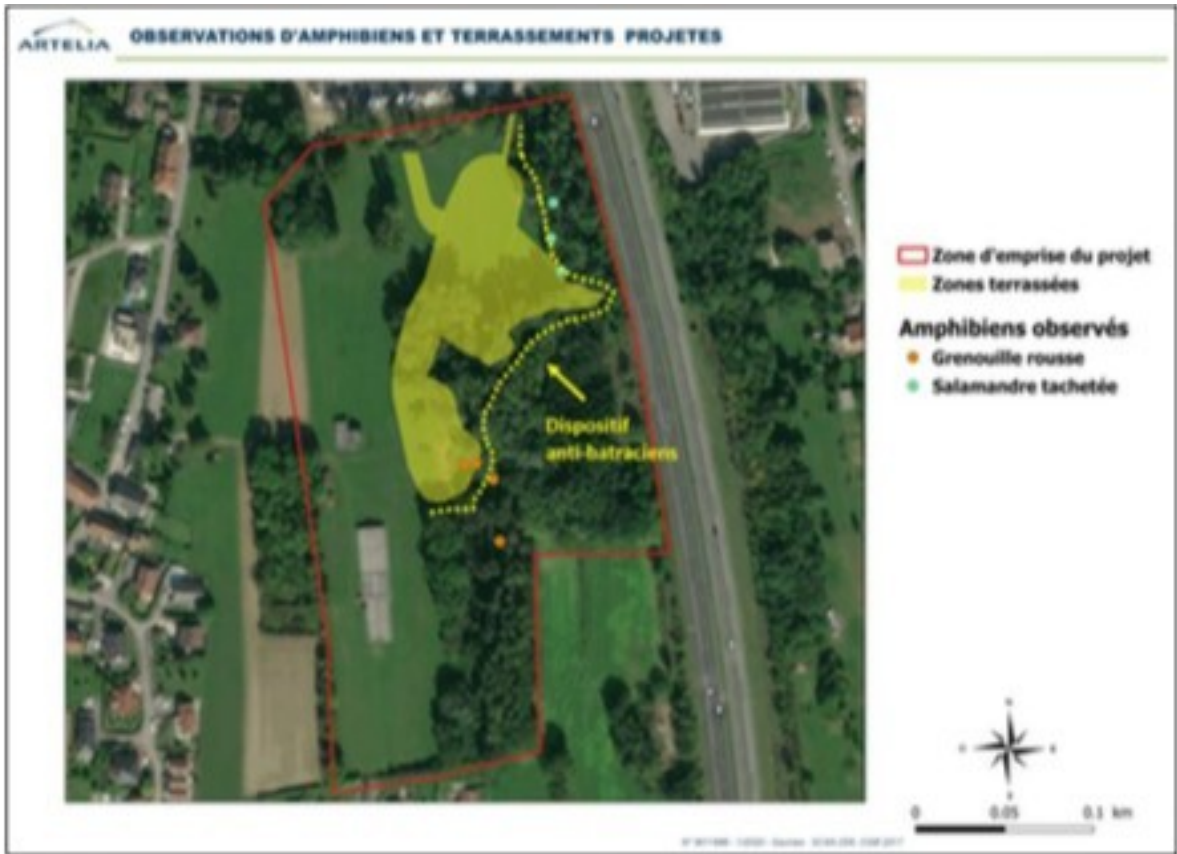 ARTELIA
OBSERVATIONS D'AMPHIBIENS ET TERRASSEMENTS PROJETES
Zone d'emprise du projet
Zones terrassées
Amphibiens observés
Grenouille rousse
Salamandre tachetée
Dispositif
anti-batraciens
0 0.05 0.1 km